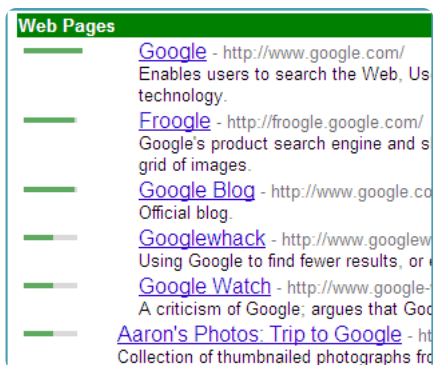 Web Pages
Google - http://www.google.com/
Enables users to search the Web, Us
technology.
Froogle - http://froogle.google.com/
Google's product search engine and s
grid of images.
Google Blog - http://www.google.co
Official blog.
Googlewhack - http://www.googlew
Using Google to find fewer results, or
Google Watch - http://www.google-
A criticism of Google; argues that Goo
Aaron's Photos: Trip to Google - ht
Collection of thumbnailed photographs fro